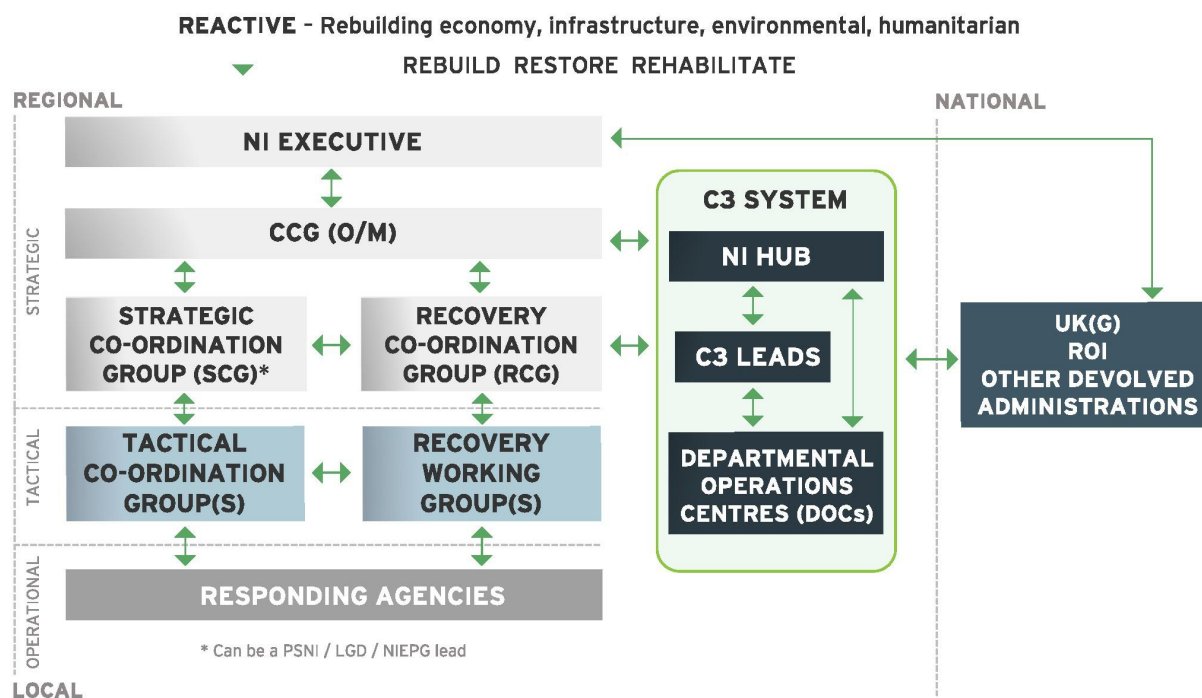 REACTIVE – Rebuilding economy, infrastructure, environmental, humanitarian
REBUILD RESTORE REHABILITATE
REGIONAL
NATIONAL
STRATEGIC
NI EXECUTIVE
CCG (O/M)
STRATEGIC
CO-ORDINATION
GROUP (SCG)*
RECOVERY
CO-ORDINATION
GROUP (RCG)
C3 SYSTEM
NI HUB
C3 LEADS
DEPARTMENTAL
OPERATIONS
CENTRES (DOCs)
UK(G)
ROI
OTHER DEVOLVED
ADMINISTRATIONS
TACTICAL
TACTICAL
CO-ORDINATION
GROUP(S)
RECOVERY
WORKING
GROUP(S)
OPERATIONAL
RESPONDING AGENCIES
* Can be a PSNI / LGD / NIEPG lead
LOCAL